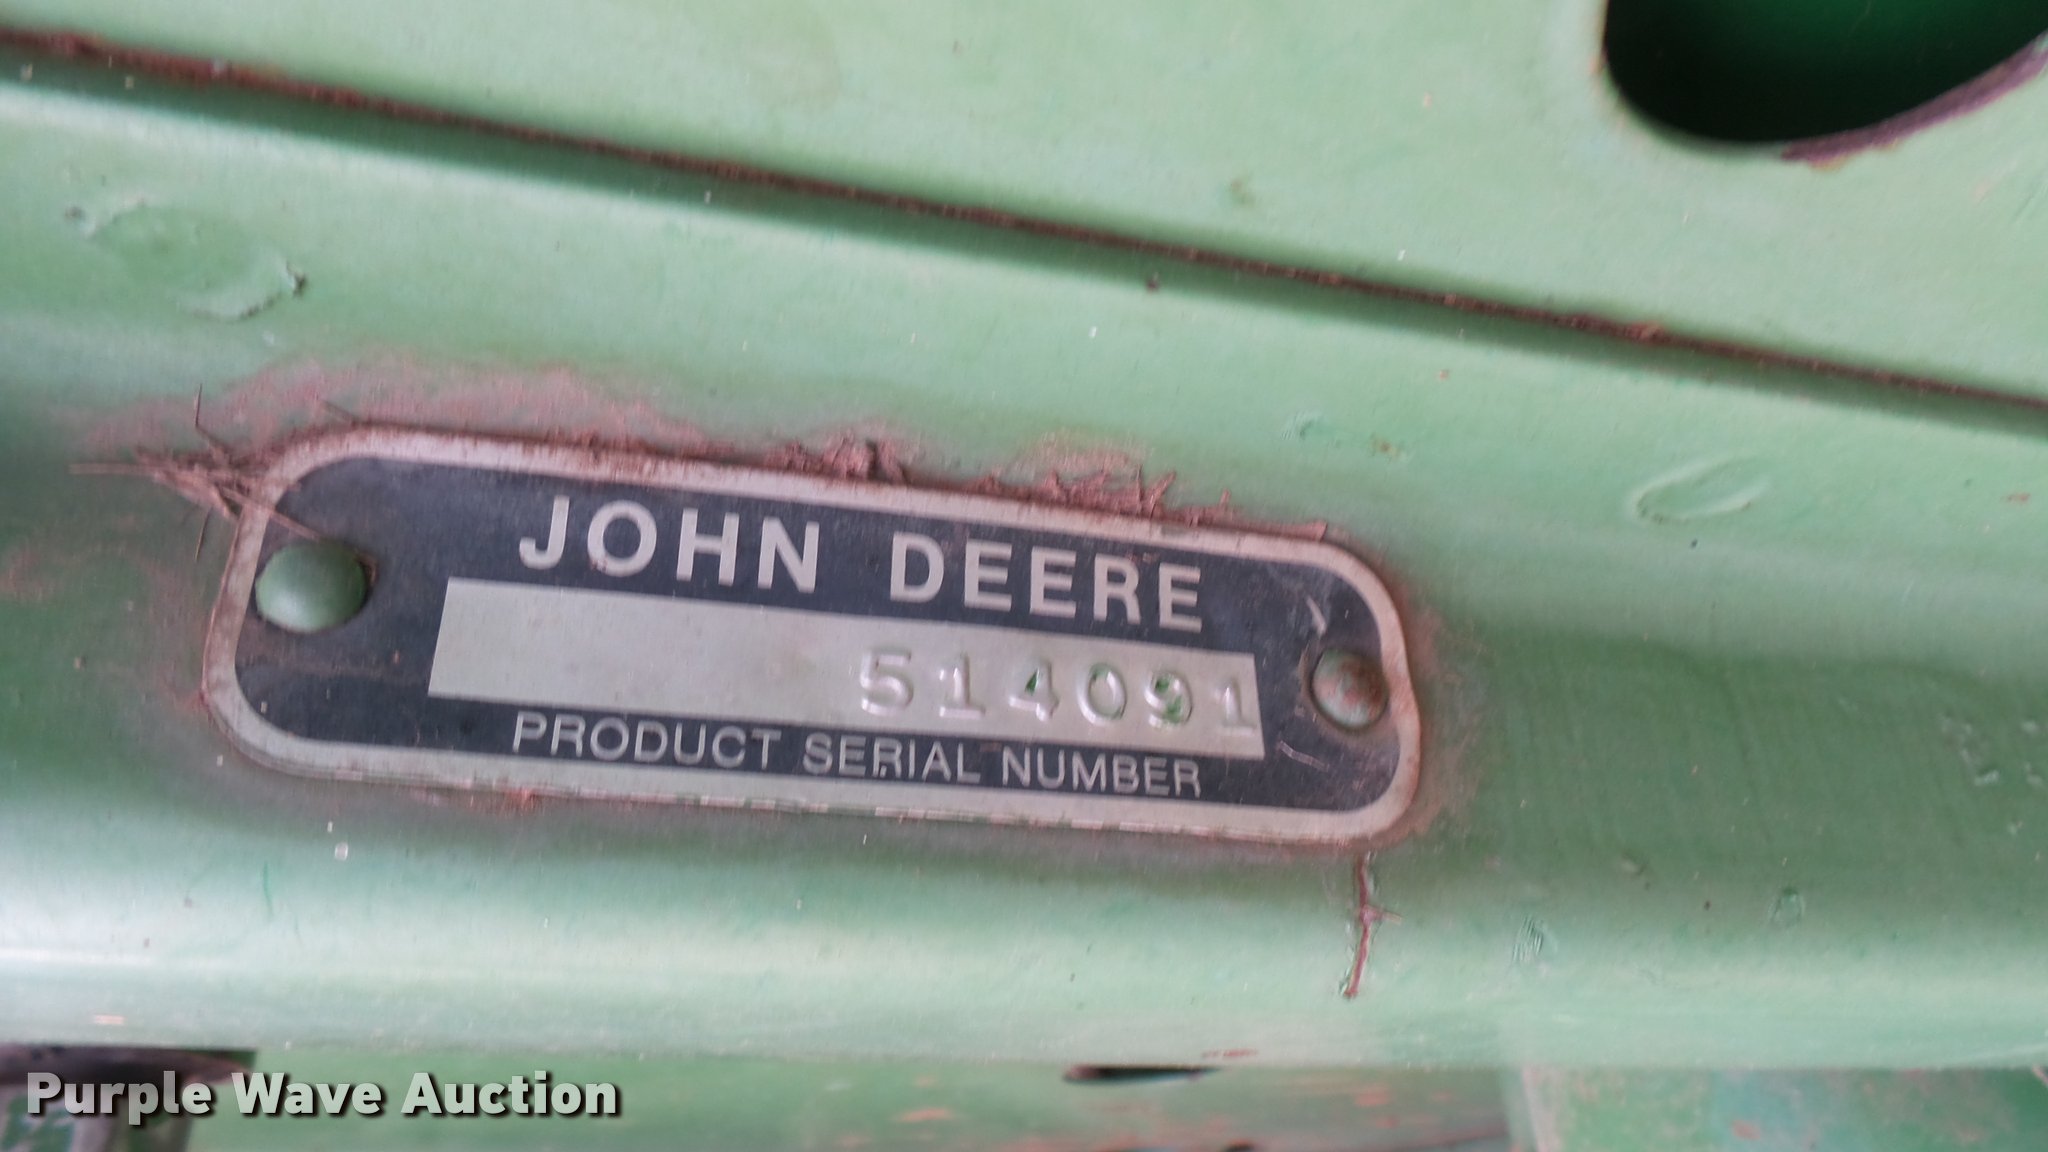 JOHN DEERE
514091
PRODUCT SERIAL NUMBER
Purple Wave Auction